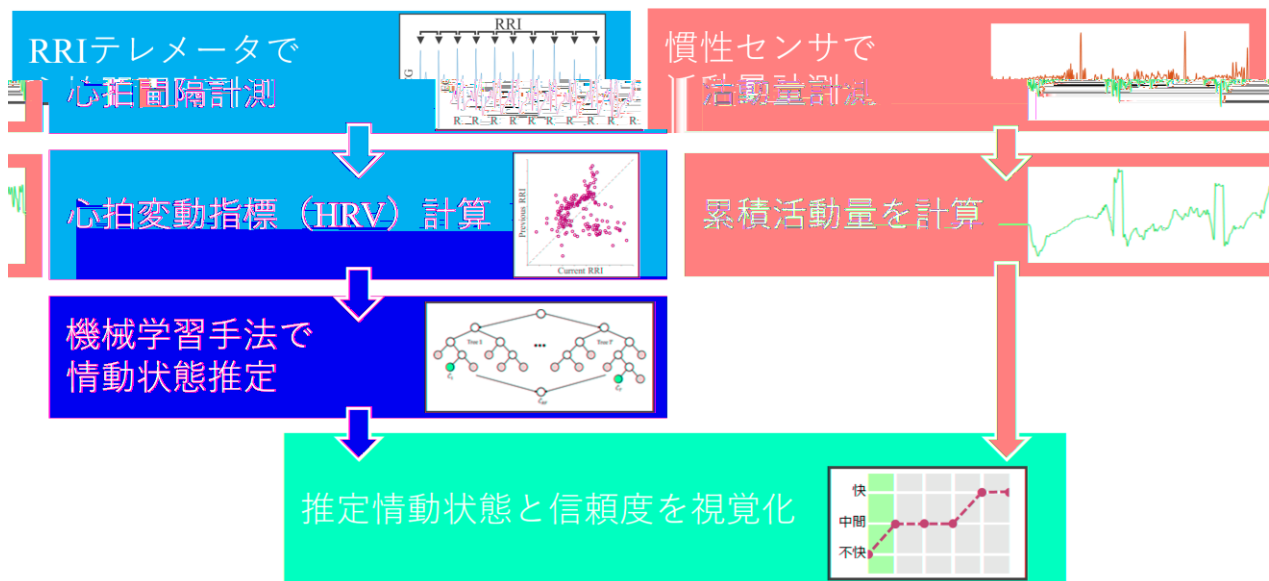 RRIテレメータで
心拍間隔計測
RRI
R R R R R R R R R R
心拍変動指標（HRV）計算
Previous RRI
Current RRI
機械学習手法で
情動状態推定
Tree 1
...
Tree T
慣性センサで
活動量計測
累積活動量を計算
推定情動状態と信頼度を視覚化
快
中間
不快